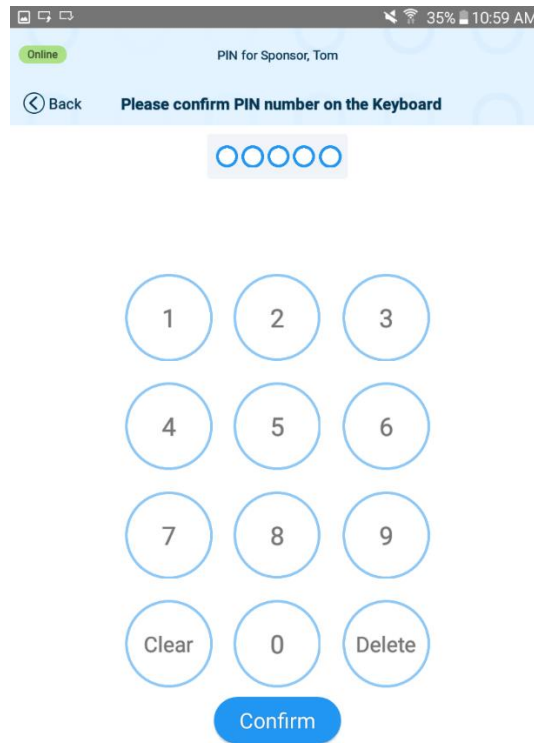 35% 10:59 AM
Online PIN for Sponsor, Tom
Back Please confirm PIN number on the Keyboard
1 2 3
4 5 6
7 8 9
Clear 0 Delete
Confirm